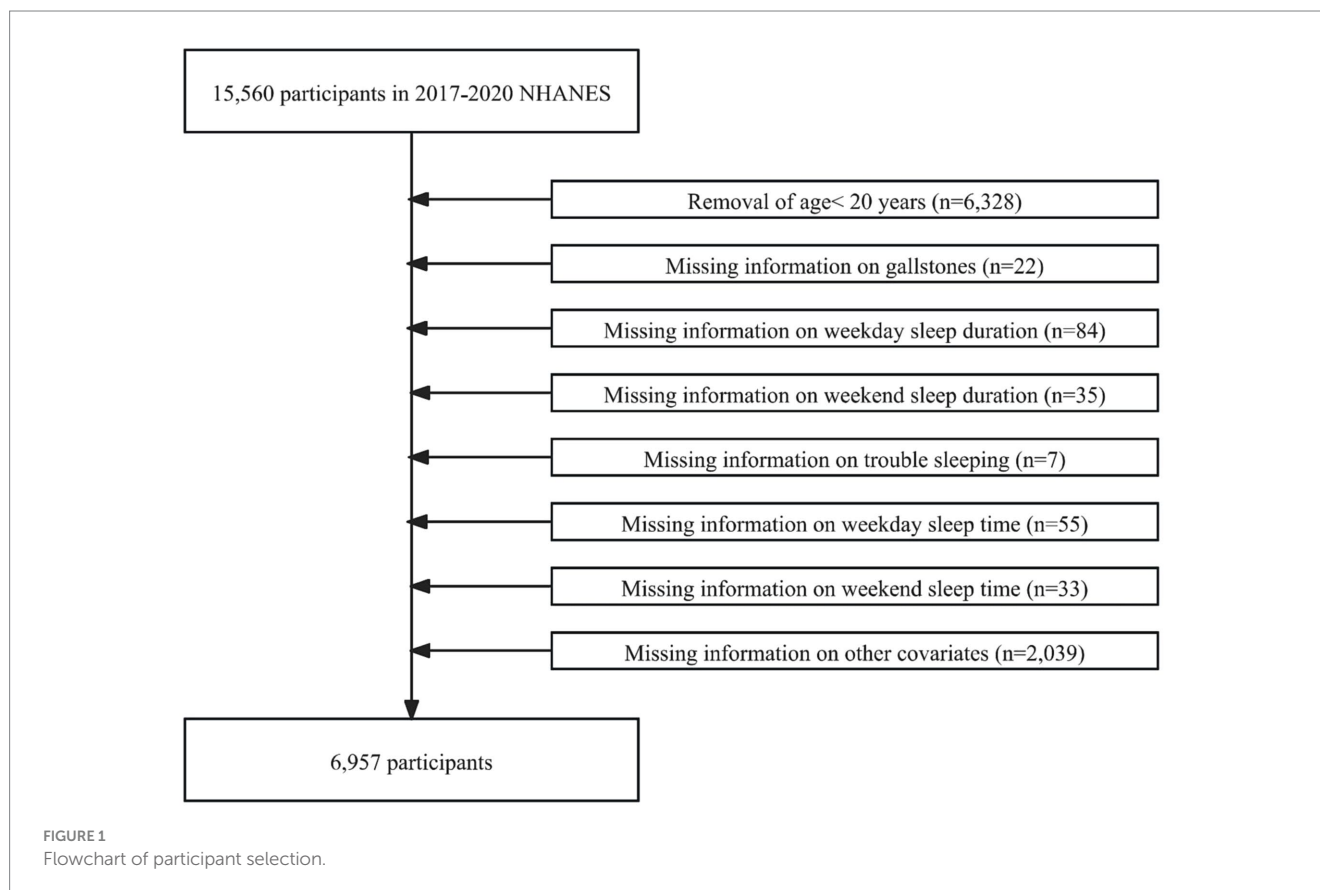 15,560 participants in 2017-2020 NHANES
Removal of age< 20 years (n=6,328)
Missing information on gallstones (n=22)
Missing information on weekday sleep duration (n=84)
Missing information on weekend sleep duration (n=35)
Missing information on trouble sleeping (n=7)
Missing information on weekday sleep time (n=55)
Missing information on weekend sleep time (n=33)
Missing information on other covariates (n=2,039)
6,957 participants
FIGURE 1
Flowchart of participant selection.